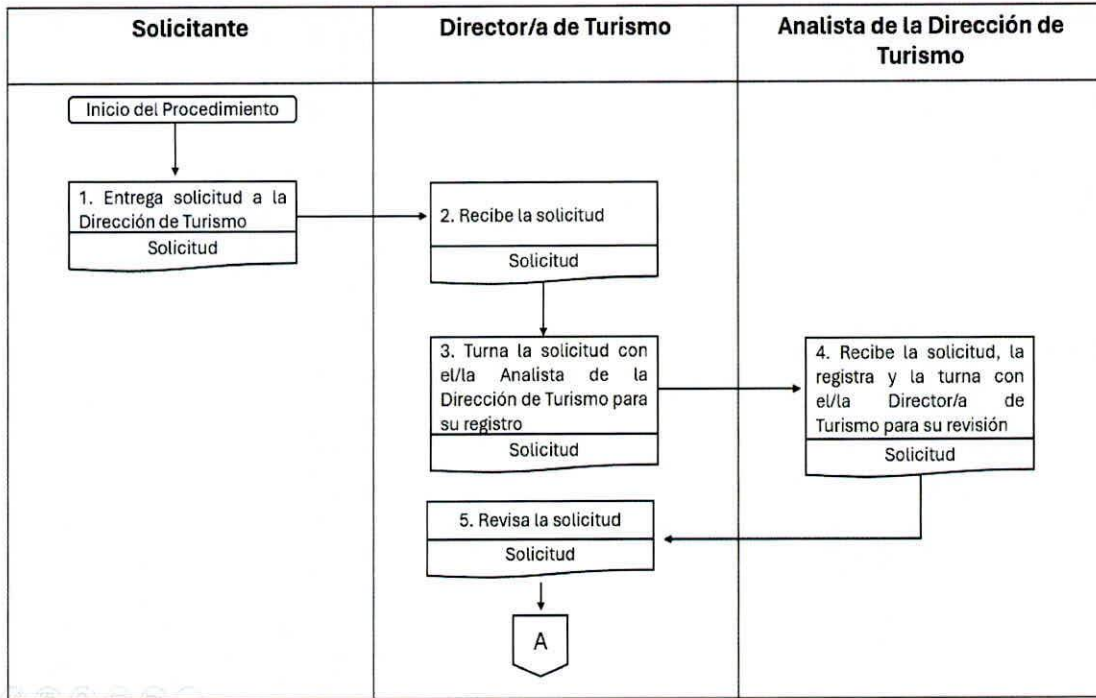 Solicitante
Director/a de Turismo
Analista de la Dirección de
Turismo
Inicio del Procedimiento
1. Entrega solicitud a la
Dirección de Turismo
Solicitud
2. Recibe la solicitud
Solicitud
3. Turna la solicitud con
el/la Analista de la
Dirección de Turismo para
su registro
Solicitud
4. Recibe la solicitud, la
registra y la turna con
el/la Director/a de
Turismo para su revisión
Solicitud
5. Revisa la solicitud
Solicitud
A